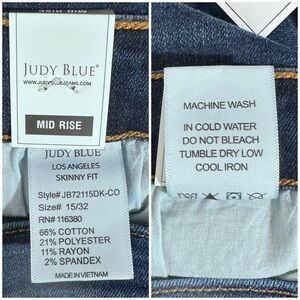 JUDY BLUE®
WWW.JUDYBLUEJEANS.COM
MID RISE
JUDY BLUE®
LOS ANGELES
SKINNY FIT
Style# JB72115DK-CO
Size# 15/32
RN# 116380
66% COTTON
21% POLYESTER
11% RAYON
2% SPANDEX
MADE IN VIETNAM
MACHINE WASH
IN COLD WATER
DO NOT BLEACH
TUMBLE DRY LOW
COOL IRON